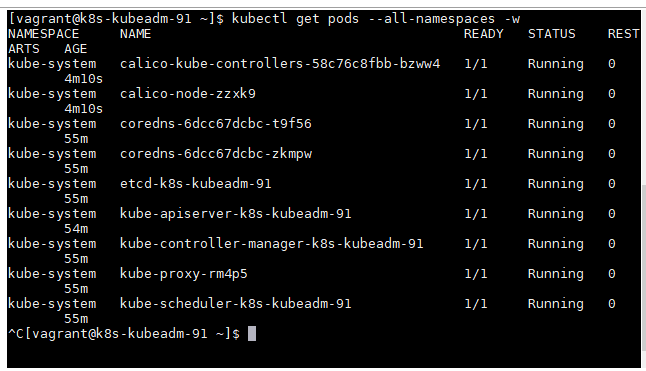 [vagrant@k8s-kubeadm-91 ~]$ kubectl get pods --all-namespaces -w
NAMESPACE     NAME                                       READY   STATUS    REST
ARTS   AGE
kube-system   calico-kube-controllers-58c76c8fbb-bzww4   1/1     Running   0
       4m10s
kube-system   calico-node-zzxk9                          1/1     Running   0
       4m10s
kube-system   coredns-6dcc67dcbc-t9f56                   1/1     Running   0
       55m
kube-system   coredns-6dcc67dcbc-zkmpw                   1/1     Running   0
       55m
kube-system   etcd-k8s-kubeadm-91                        1/1     Running   0
       55m
kube-system   kube-apiserver-k8s-kubeadm-91              1/1     Running   0
       54m
kube-system   kube-controller-manager-k8s-kubeadm-91     1/1     Running   0
       55m
kube-system   kube-proxy-rm4p5                           1/1     Running   0
       55m
kube-system   kube-scheduler-k8s-kubeadm-91              1/1     Running   0
       55m
^C[vagrant@k8s-kubeadm-91 ~]$